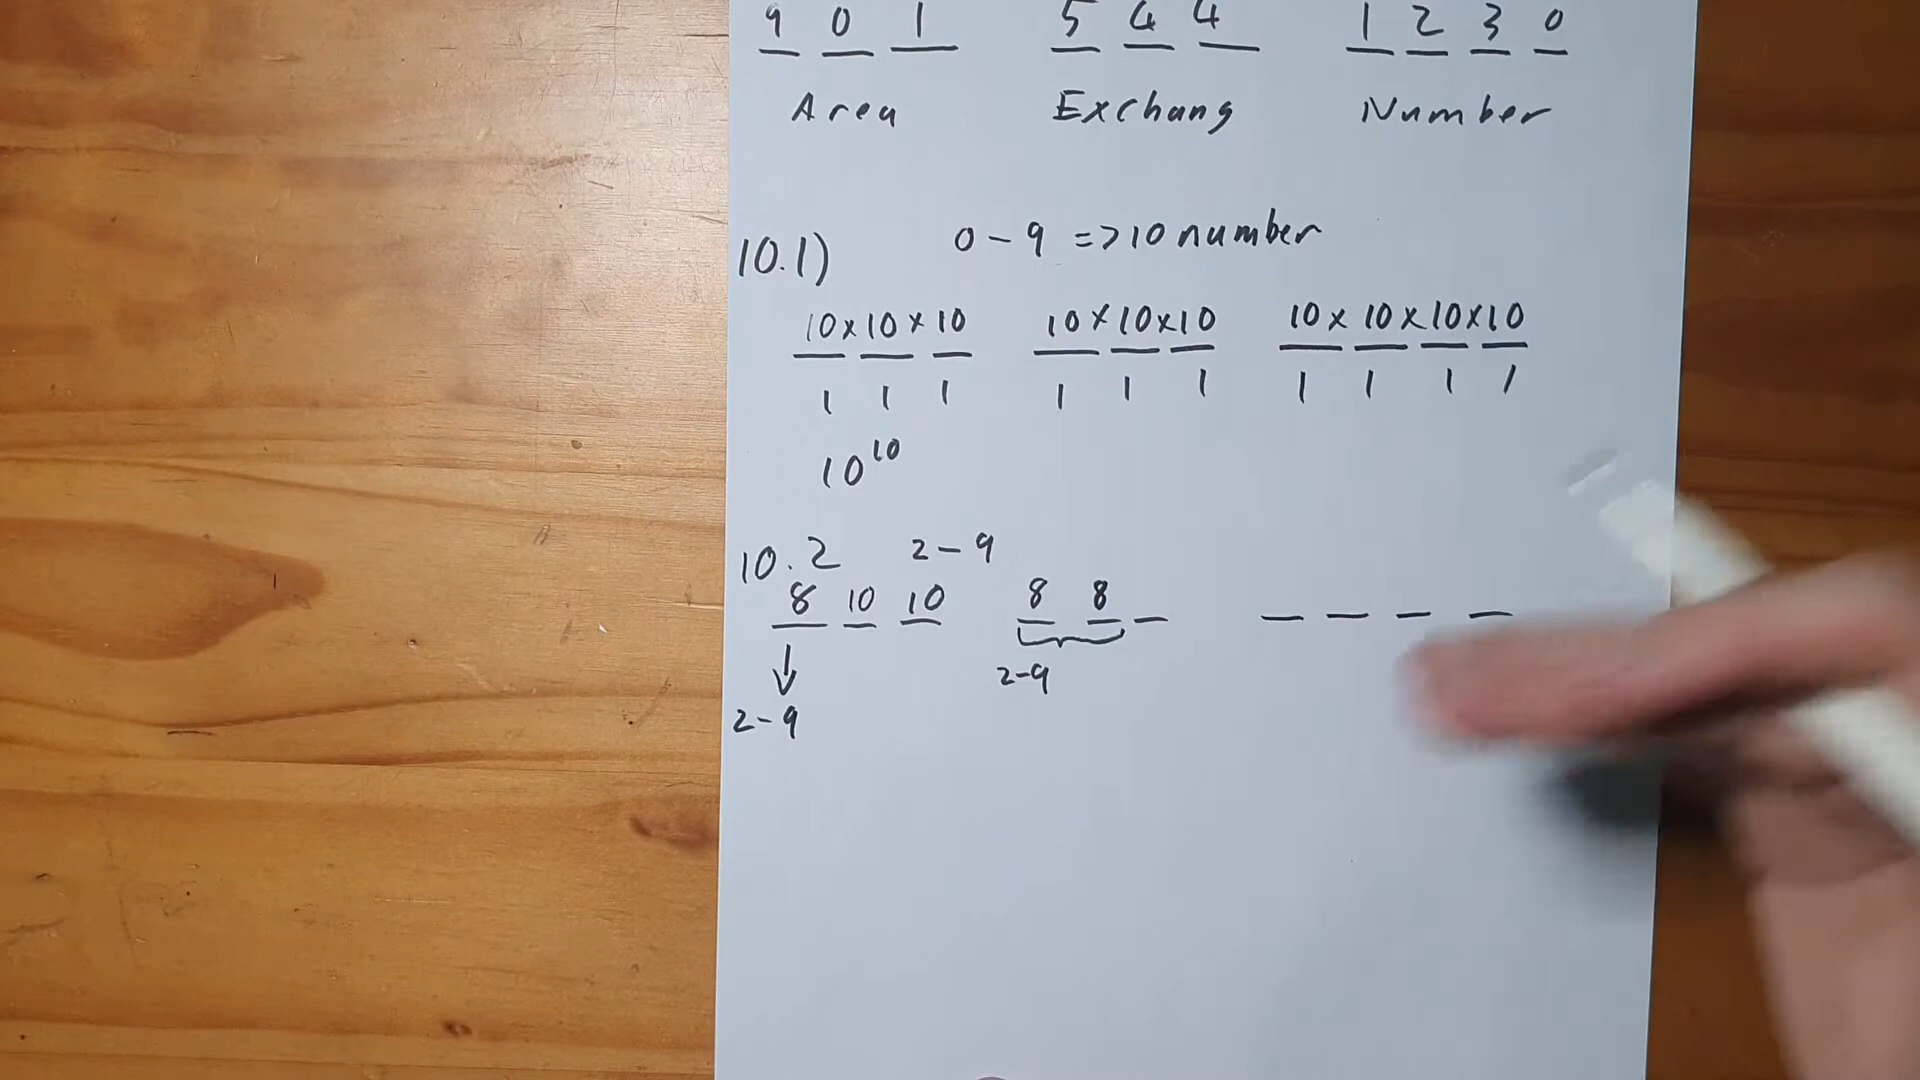 9 0 1 5 4 4 1 2 3 0
Area Exchang Number
10.1) 0 - 9 => 10 number
10 x 10 x 10 10 x 10 x 10 10 x 10 x 10 x 10
1 1 1 1 1 1 1 1 1 1
10^10
10.2 2 - 9
8 10 10 8 8
2-9
2-9